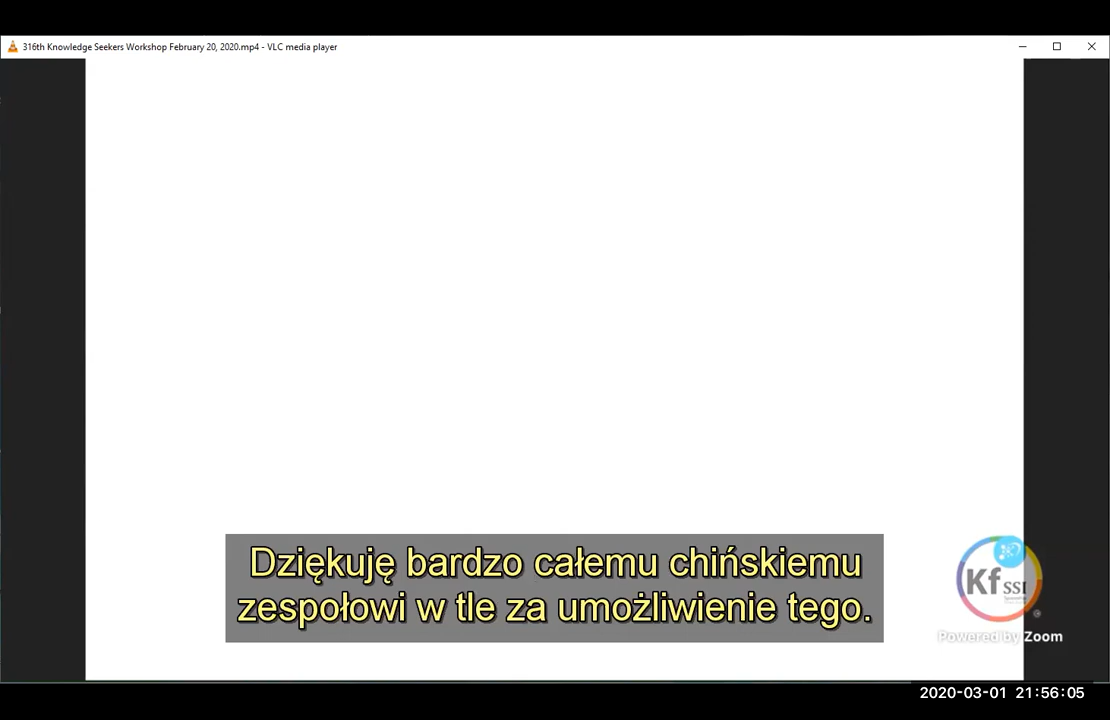 316th Knowledge Seekers Workshop February 20, 2020.mp4 - VLC media player
Dziękuję bardzo całemu chińskiemu
zespołowi w tle za umożliwienie tego.
Kf SSI
Powered by Zoom
2020-03-01 21:56:05